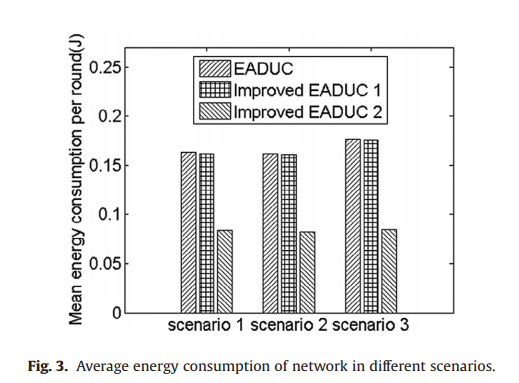 Mean energy consumption per round(J)
0.25
0.2
0.15
0.1
0.05
0
EADUC
Improved EADUC 1
Improved EADUC 2
scenario 1 scenario 2 scenario 3
Fig. 3. Average energy consumption of network in different scenarios.